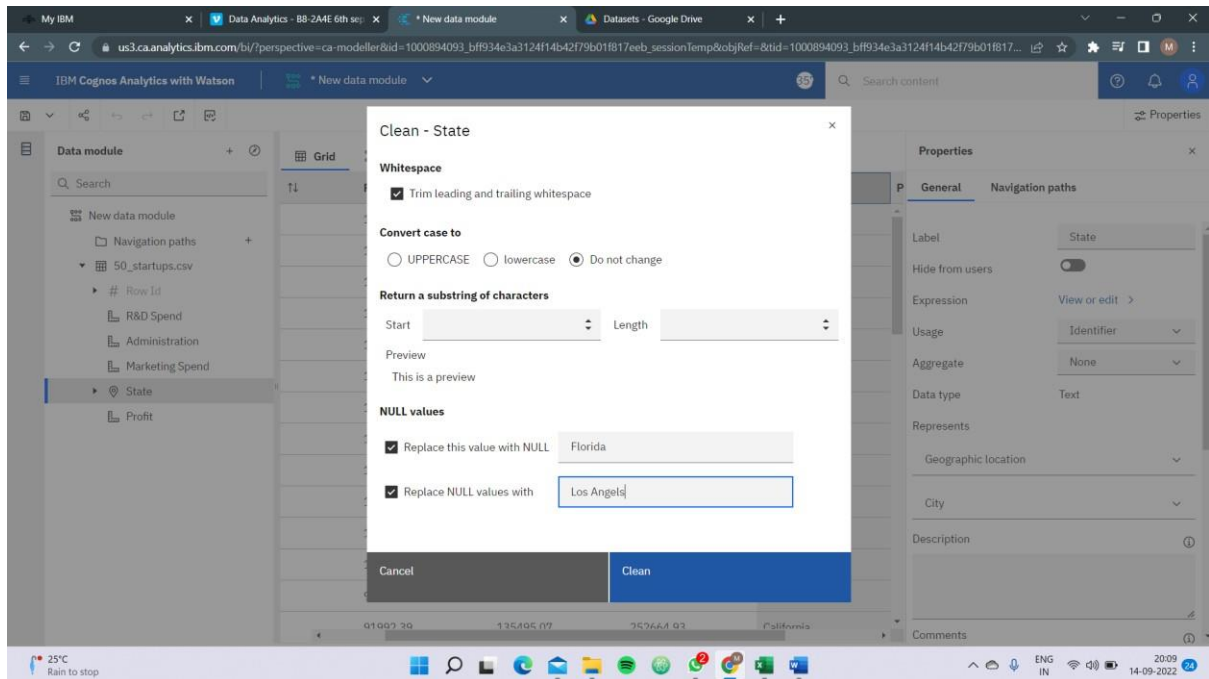 My IBM
Data Analytics - B8-2A4E 6th sep
* New data module
Datasets - Google Drive
us3.ca.analytics.ibm.com/bi/?perspective=ca-modeller&id=1000894093_bff934e3a3124f14b42f79b01f817eeb_sessionTemp&objRef=&tid=1000894093_bff934e3a3124f14b42f79b01f817...
M
IBM Cognos Analytics with Watson
* New data module
35
Search content
Properties
Data module
Search
New data module
Navigation paths
50_startups.csv
# Row Id
R&D Spend
Administration
Marketing Spend
State
Profit
Grid
Clean - State
Whitespace
Trim leading and trailing whitespace
Convert case to
UPPERCASE lowercase Do not change
Return a substring of characters
Start Length
Preview
This is a preview
NULL values
Replace this value with NULL Florida
Replace NULL values with Los Angels
Cancel Clean
91992.39 135495.07 252664.93 California
P
Properties
General Navigation paths
Label State
Hide from users
Expression View or edit >
Usage Identifier
Aggregate None
Data type Text
Represents
Geographic location
City
Description
Comments
25°C
Rain to stop
ENG
IN
20:09
14-09-2022
24